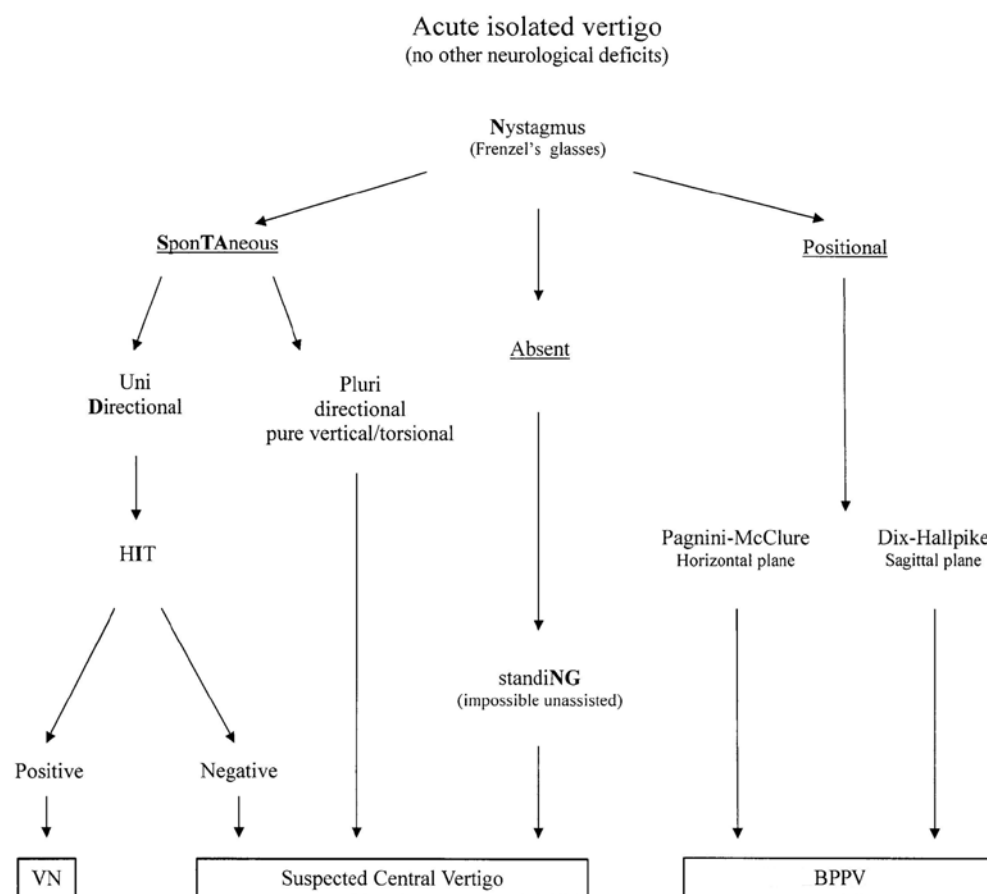 Acute isolated vertigo
(no other neurological deficits)
Nystagmus
(Frenzel's glasses)
SponTAneous
Positional
Absent
Uni
Directional
Pluri
directional
pure vertical/torsional
HIT
Pagnini-McClure
Horizontal plane
Dix-Hallpike
Sagittal plane
standiNG
(impossible unassisted)
Positive
Negative
VN
Suspected Central Vertigo
BPPV